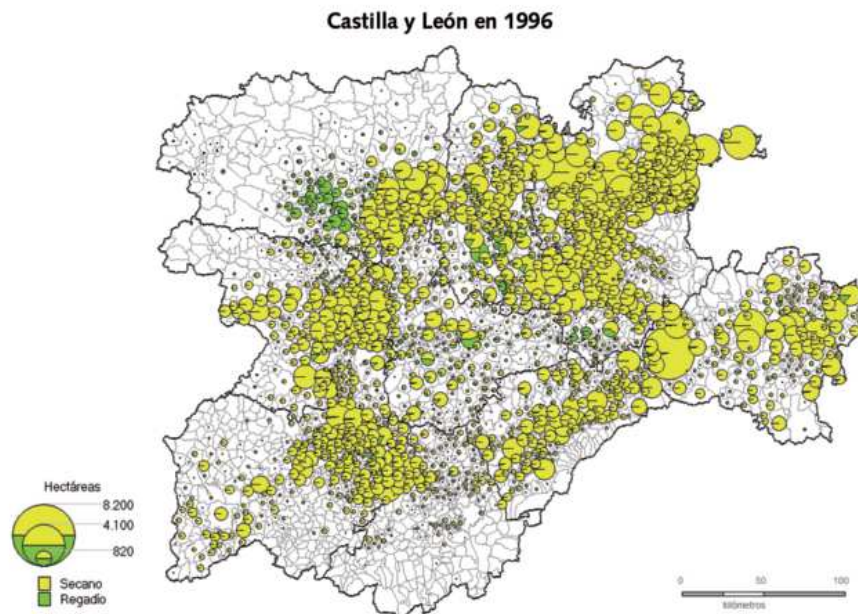 Castilla y León en 1996
Hectáreas
8.200
4.100
820
Secano
Regadío
0 50 100
kilómetros